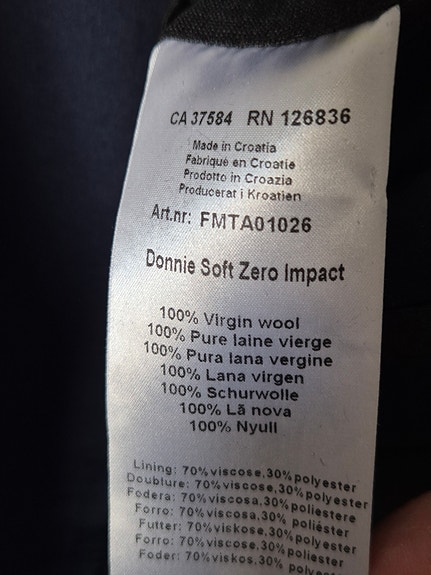 CA 37584 RN 126836
Made in Croatia
Fabriqué en Croatie
Prodotto in Croazia
Producerat i Kroatien
Art.nr: FMTA01026
Donnie Soft Zero Impact
100% Virgin wool
100% Pure laine vierge
100% Pura lana vergine
100% Lana virgen
100% Schurwolle
100% Lã nova
100% Nyull
Lining: 70%viscose,30%polyester
Doublure: 70%viscose,30%polyester
Fodera: 70%viscosa,30%poliestere
Forro: 70%viscosa,30% poliéster
Futter: 70%viskose,30%polyester
Forro: 70%viscose,30%poliester
Foder: 70%viskos,30%